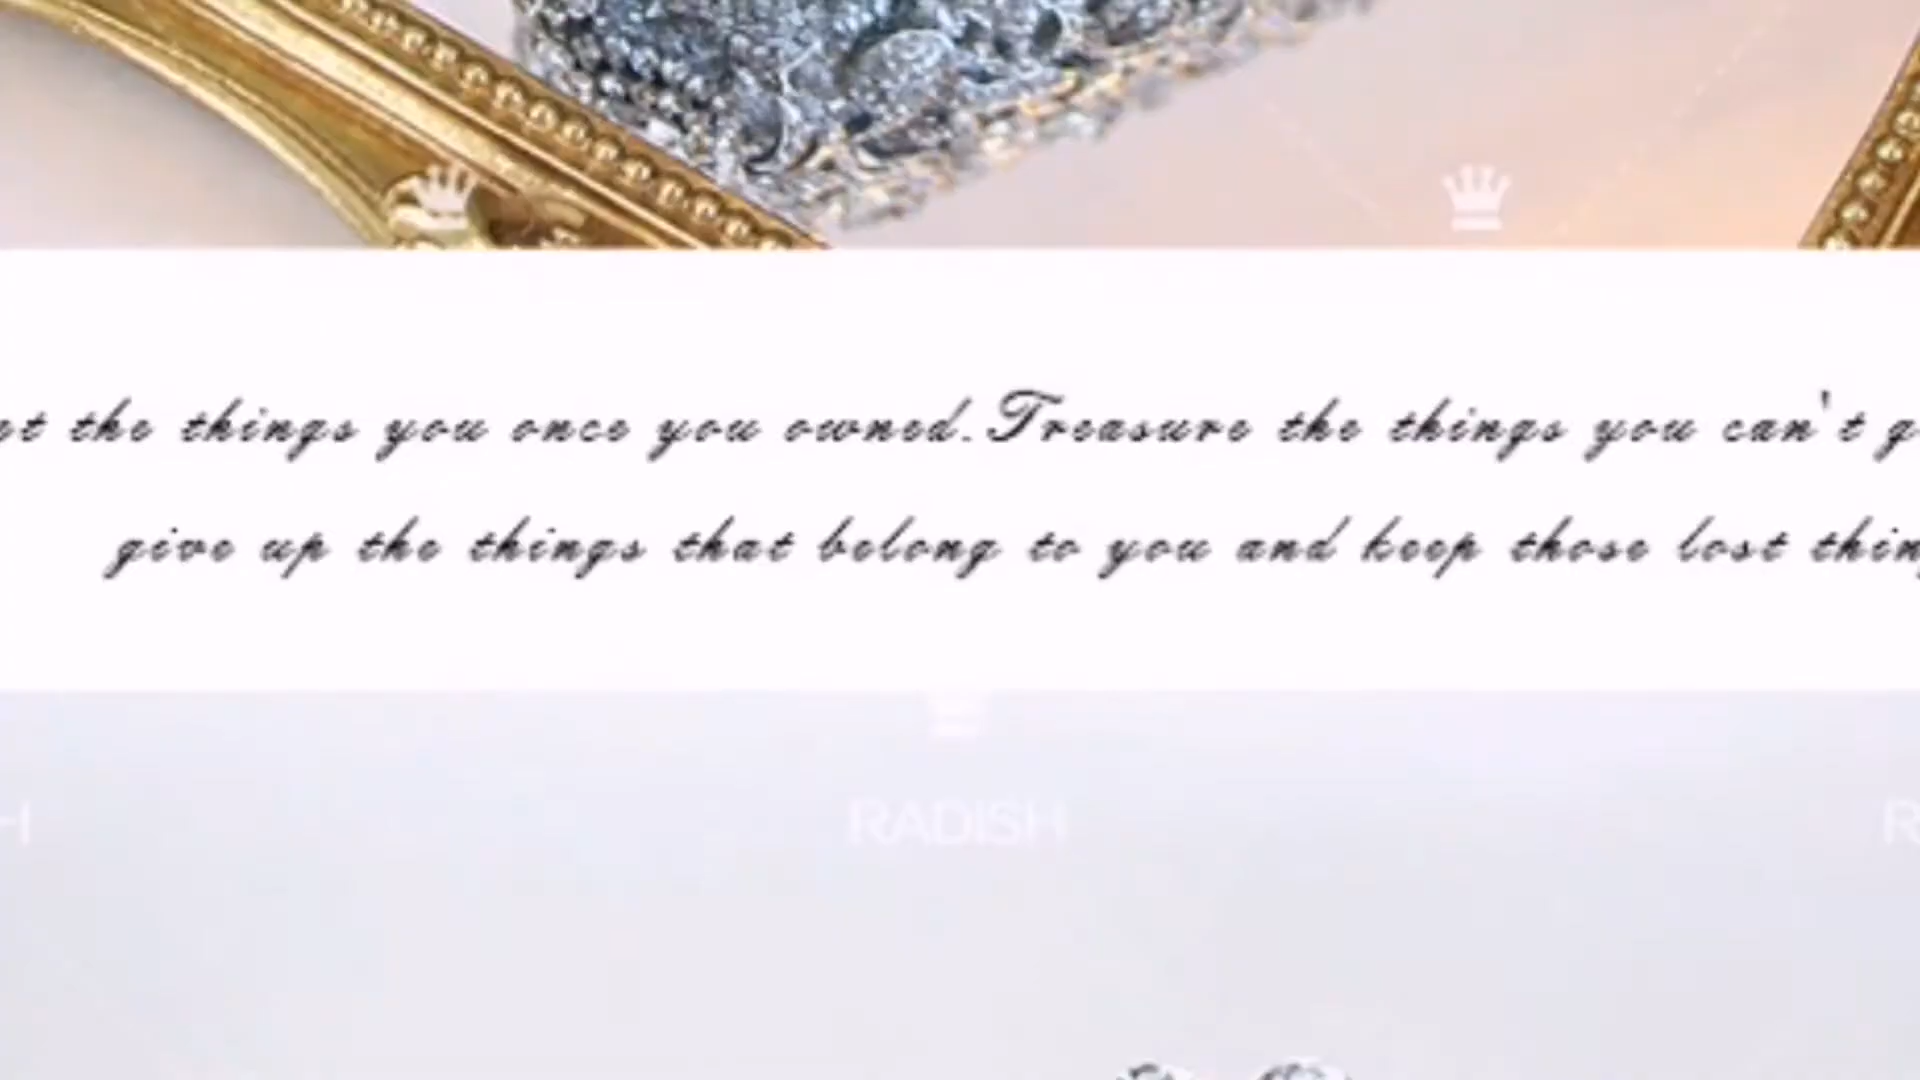 the things you once you owned.Treasure the things you can't
give up the things that belong to you and keep those lost
RADISH